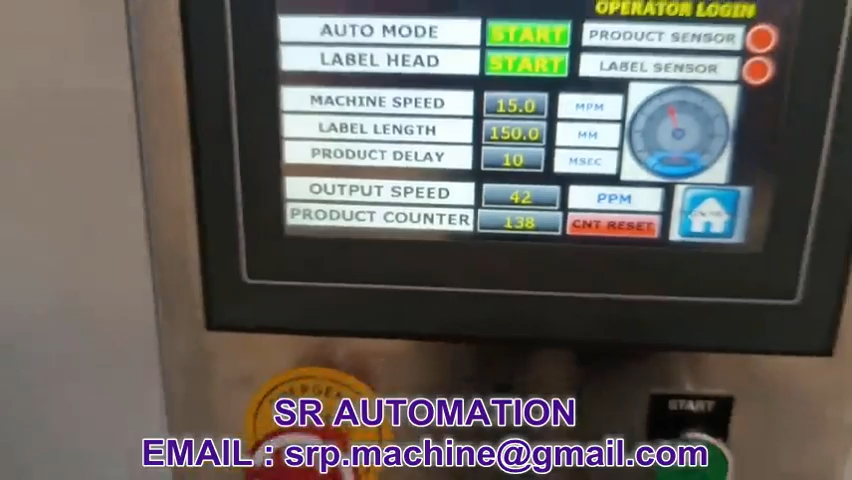 OPERATOR LOGIN
AUTO MODE START PRODUCT SENSOR
LABEL HEAD START LABEL SENSOR
MACHINE SPEED 15.0 MPM
LABEL LENGTH 150.0 MM
PRODUCT DELAY 10 MSEC
OUTPUT SPEED 42 PPM
PRODUCT COUNTER 138 CNT RESET
START
SR AUTOMATION
EMAIL : srp.machine@gmail.com